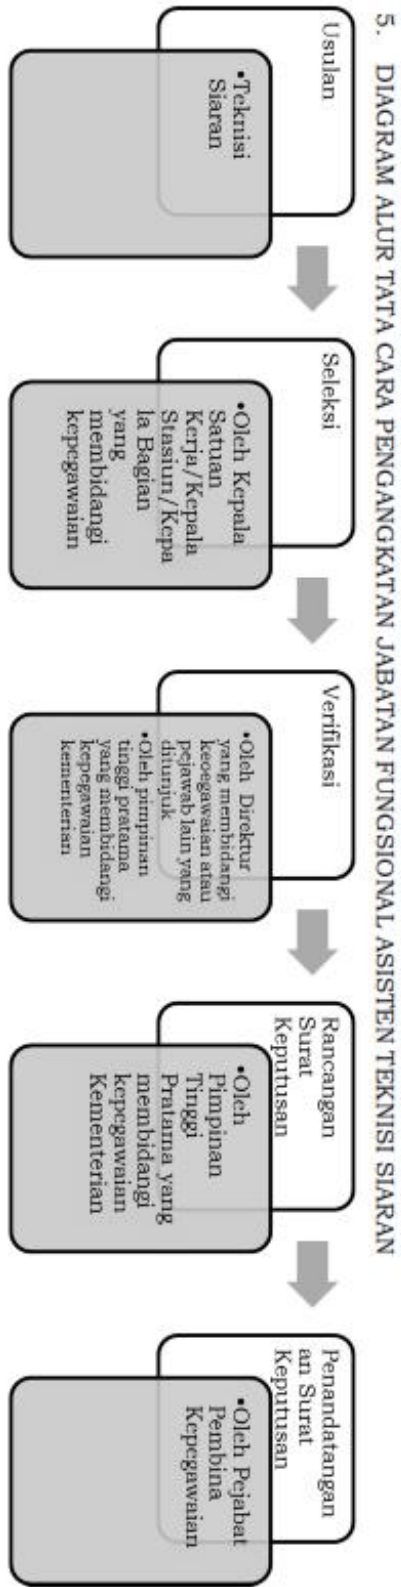 5. DIAGRAM ALUR TATA CARA PENGANGKATAN JABATAN FUNGSIONAL ASISTEN TEKNISI SIARAN
Usulan
•Teknisi
Siaran
Seleksi
•Oleh Kepala
Satuan
Kerja/Kepala
Stasiun/Kepa
la Bagian
yang
membidangi
kepegawaian
Verifikasi
•Oleh Direktur
yang membidangi
keoegawaian atau
pejawab lain yang
ditunjuk
•Oleh pimpinan
tinggi pratama
yang membidangi
kepegawaian
kementerian
Rancangan
Surat
Keputusan
•Oleh
Pimpinan
Tinggi
Pratama yang
membidangi
kepegawaian
Kementerian
Penandatangan
an Surat
Keputusan
•Oleh Pejabat
Pembina
Kepegawaian